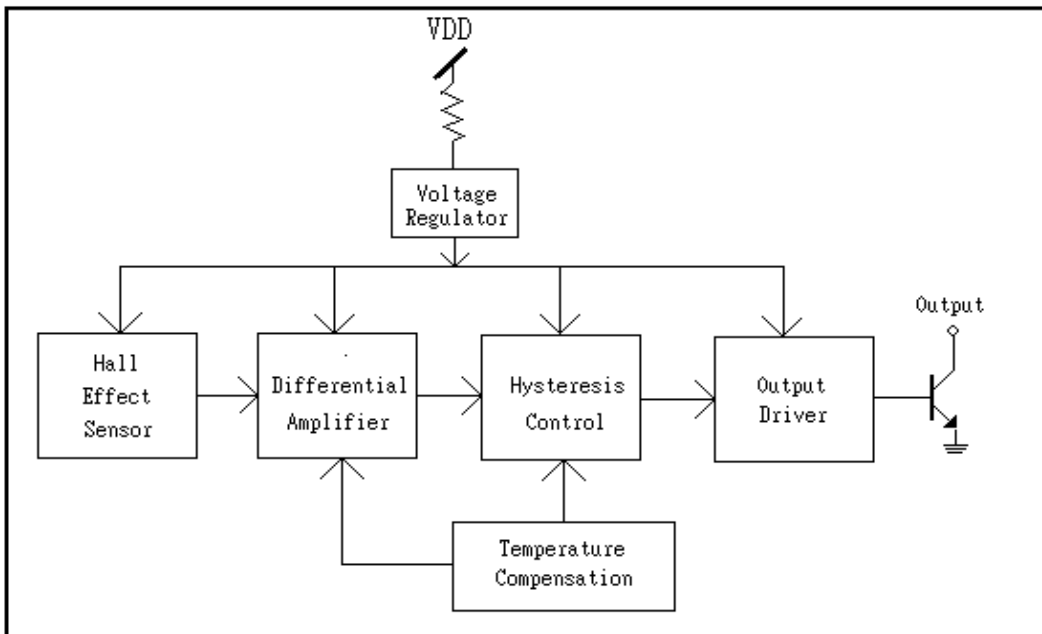 VDD
Voltage
Regulator
Output
Hall
Effect
Sensor
Differential
Amplifier
Hysteresis
Control
Output
Driver
Temperature
Compensation